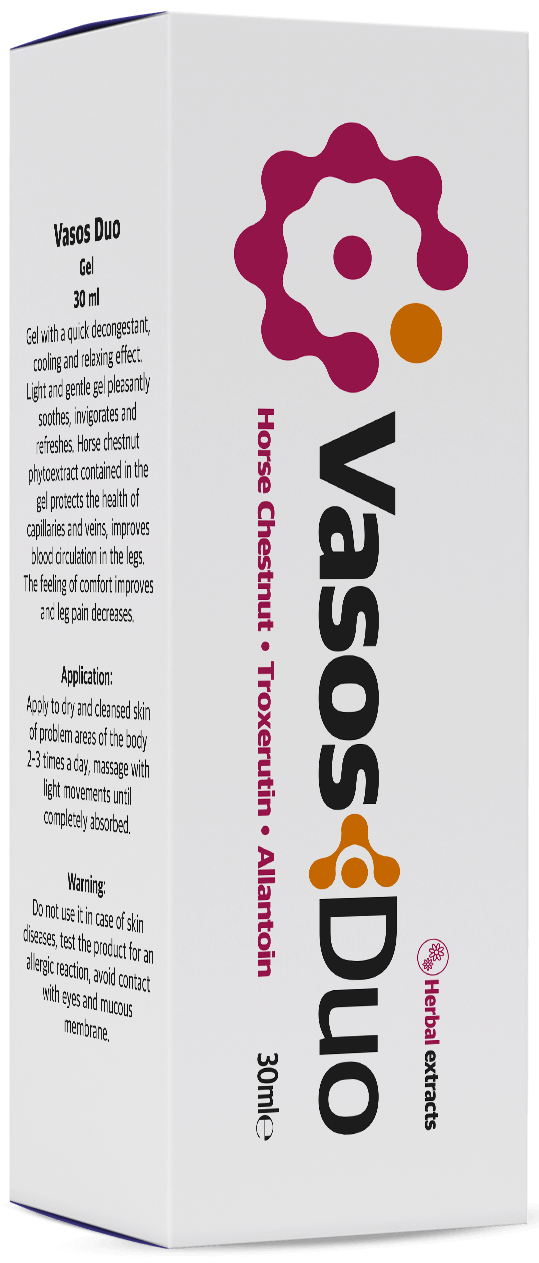 Vasos Duo
Gel
30 ml
Gel with a quick decongestant,
cooling and relaxing effect.
Light and gentle gel pleasantly
soothes, invigorates and
refreshes. Horse chestnut
phytoextract contained in the
gel protects the health of
capillaries and veins, improves
blood circulation in the legs.
The feeling of comfort improves
and leg pain decreases.
Application:
Apply to dry and cleansed skin
of problem areas of the body
2-3 times a day, massage with
light movements until
completely absorbed.
Warning:
Do not use it in case of skin
diseases, test the product for an
allergic reaction, avoid contact
with eyes and mucous
membrane.
Herbal extracts
Vasos Duo
Horse Chestnut • Troxerutin • Allantoin
30ml℮